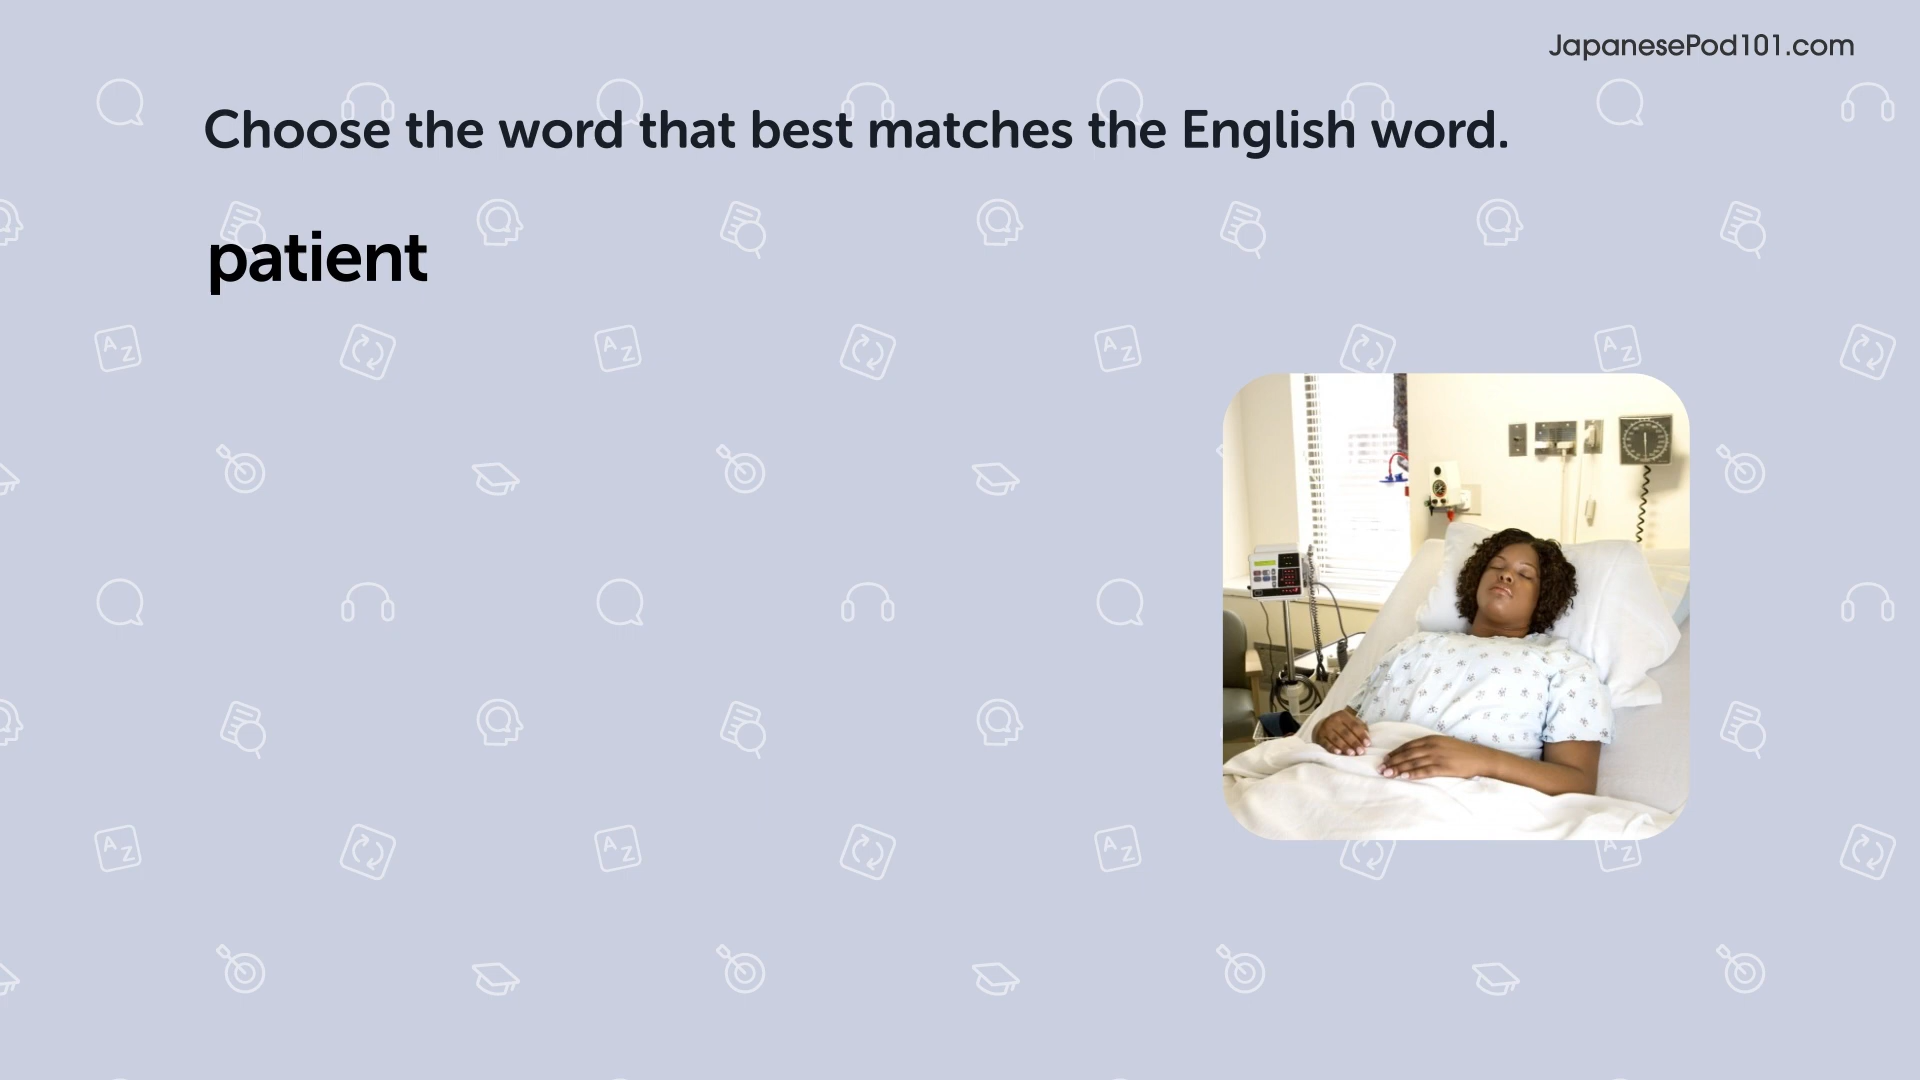 JapanesePod101.com
Choose the word that best matches the English word.
patient